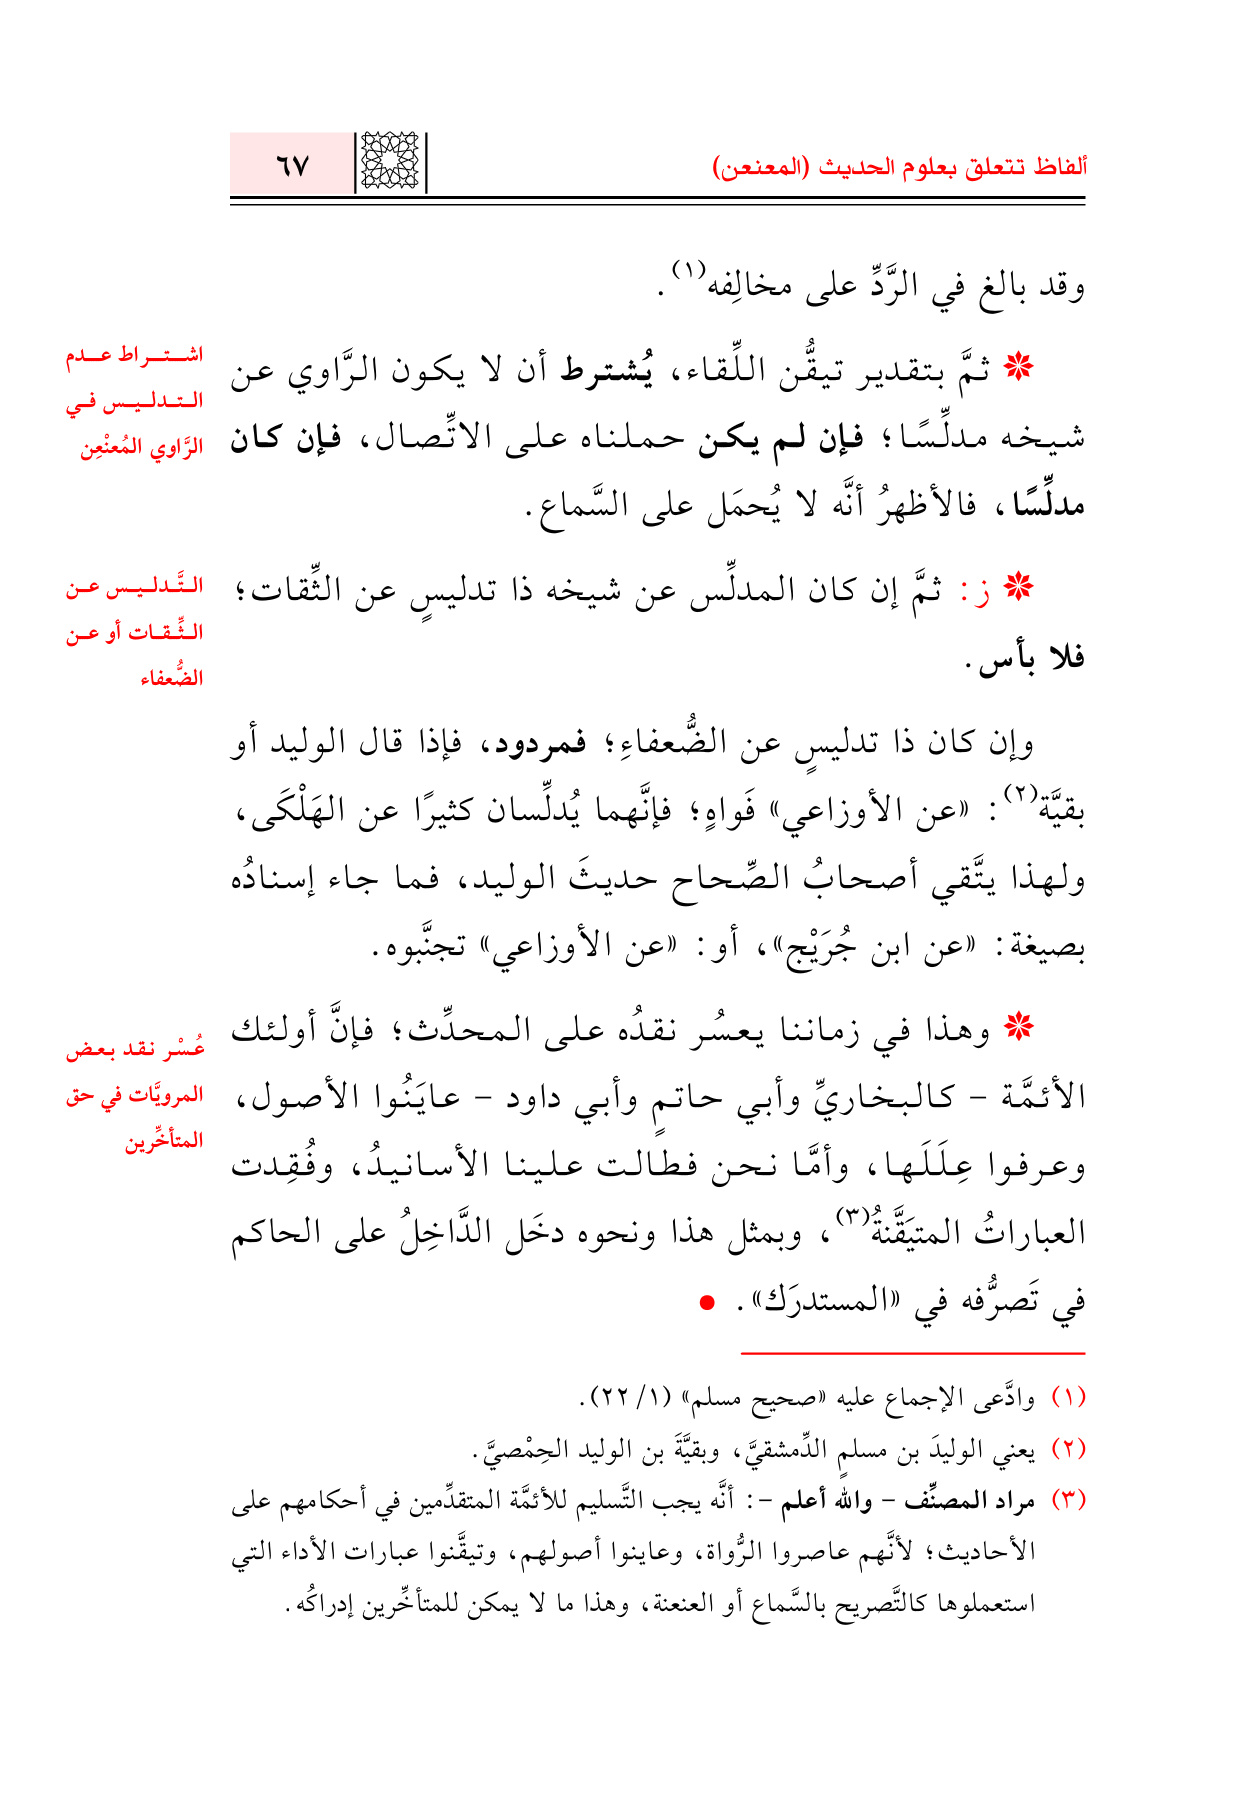 ألفاظ تتعلق بعلوم الحديث (المعنعن)
٦٧
وقد بالغ في الرَّدِّ على مخالِفه(١).
ثمَّ بتقدير تيقُّن اللِّقاء، يُشترط أن لا يكون الرَّاوي عن
شيخه مدلِّسًا؛ فإن لم يكن حملناه على الاتِّصال، فإن كان
مدلِّسًا، فالأظهرُ أنَّه لا يُحمَل على السَّماع.
اشتراط عدم
التدليس في
الرَّاوي المُعنْعِن
ز: ثمَّ إن كان المدلِّس عن شيخه ذا تدليسٍ عن الثِّقات؛
فلا بأس.
التَّدليس عن
الثِّقات أو عن
الضُّعفاء
وإن كان ذا تدليسٍ عن الضُّعفاءِ؛ فمردود، فإذا قال الوليد أو
بقيَّة(٢): «عن الأوزاعي» فَواهٍ؛ فإنَّهما يُدلِّسان كثيرًا عن الهَلْكَى،
ولهذا يتَّقي أصحابُ الصِّحاح حديثَ الوليد، فما جاء إسنادُه
بصيغة: «عن ابن جُرَيْج»، أو: «عن الأوزاعي» تجنَّبوه.
وهذا في زماننا يعسُر نقدُه على المحدِّث؛ فإنَّ أولئك
الأئمَّة – كالبخاريِّ وأبي حاتمٍ وأبي داود – عايَنُوا الأصول،
وعرفوا عِلَلَها، وأمَّا نحن فطالت علينا الأسانيدُ، وفُقِدت
العباراتُ المتيَقَّنةُ(٣)، وبمثل هذا ونحوه دخَل الدَّاخِلُ على الحاكم
في تَصرُّفه في «المستدرَك».
عُسْر نقد بعض
المرويَّات في حق
المتأخِّرين
(١) وادَّعى الإجماع عليه «صحيح مسلم» (١/ ٢٢).
(٢) يعني الوليدَ بن مسلمٍ الدِّمشقيَّ، وبقيَّةَ بن الوليد الحِمْصيَّ.
(٣) مراد المصنِّف – والله أعلم –: أنَّه يجب التَّسليم للأئمَّة المتقدِّمين في أحكامهم على
الأحاديث؛ لأنَّهم عاصروا الرُّواة، وعاينوا أصولهم، وتيقَّنوا عبارات الأداء التي
استعملوها كالتَّصريح بالسَّماع أو العنعنة، وهذا ما لا يمكن للمتأخِّرين إدراكُه.